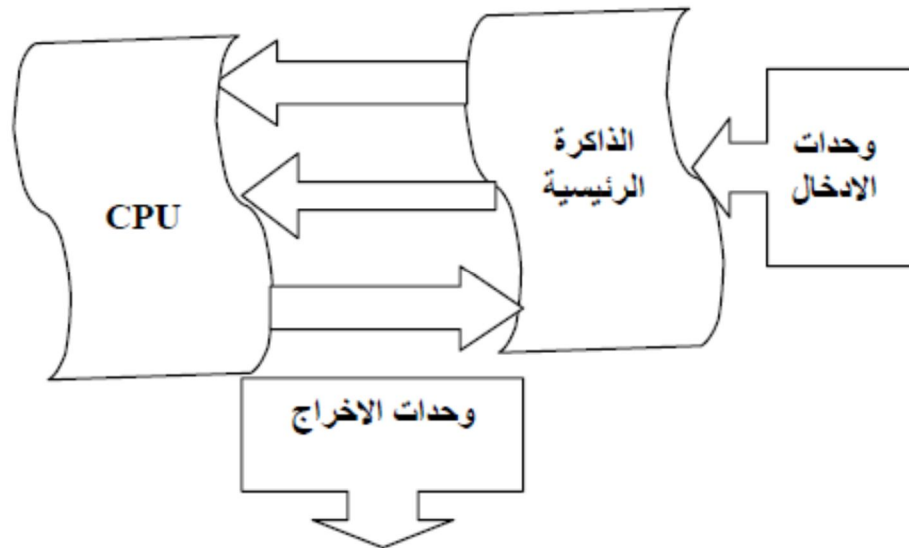 وحدات
الادخال
الذاكرة
الرئيسية
CPU
وحدات الاخراج